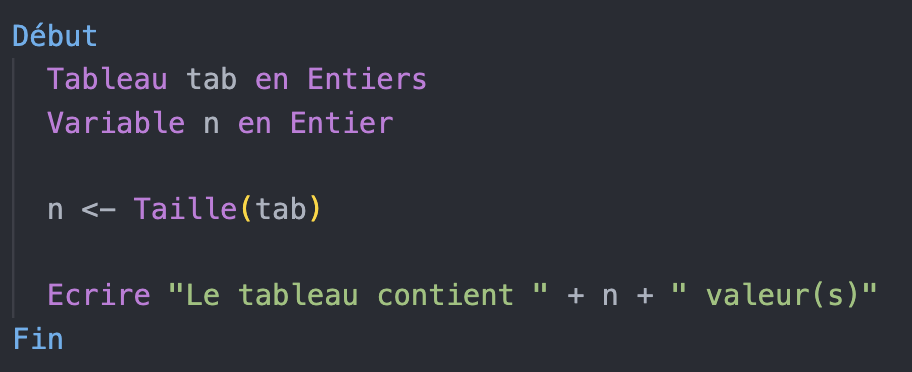 Début
Tableau tab en Entiers
Variable n en Entier
n <- Taille(tab)
Ecrire "Le tableau contient " + n + " valeur(s)"
Fin